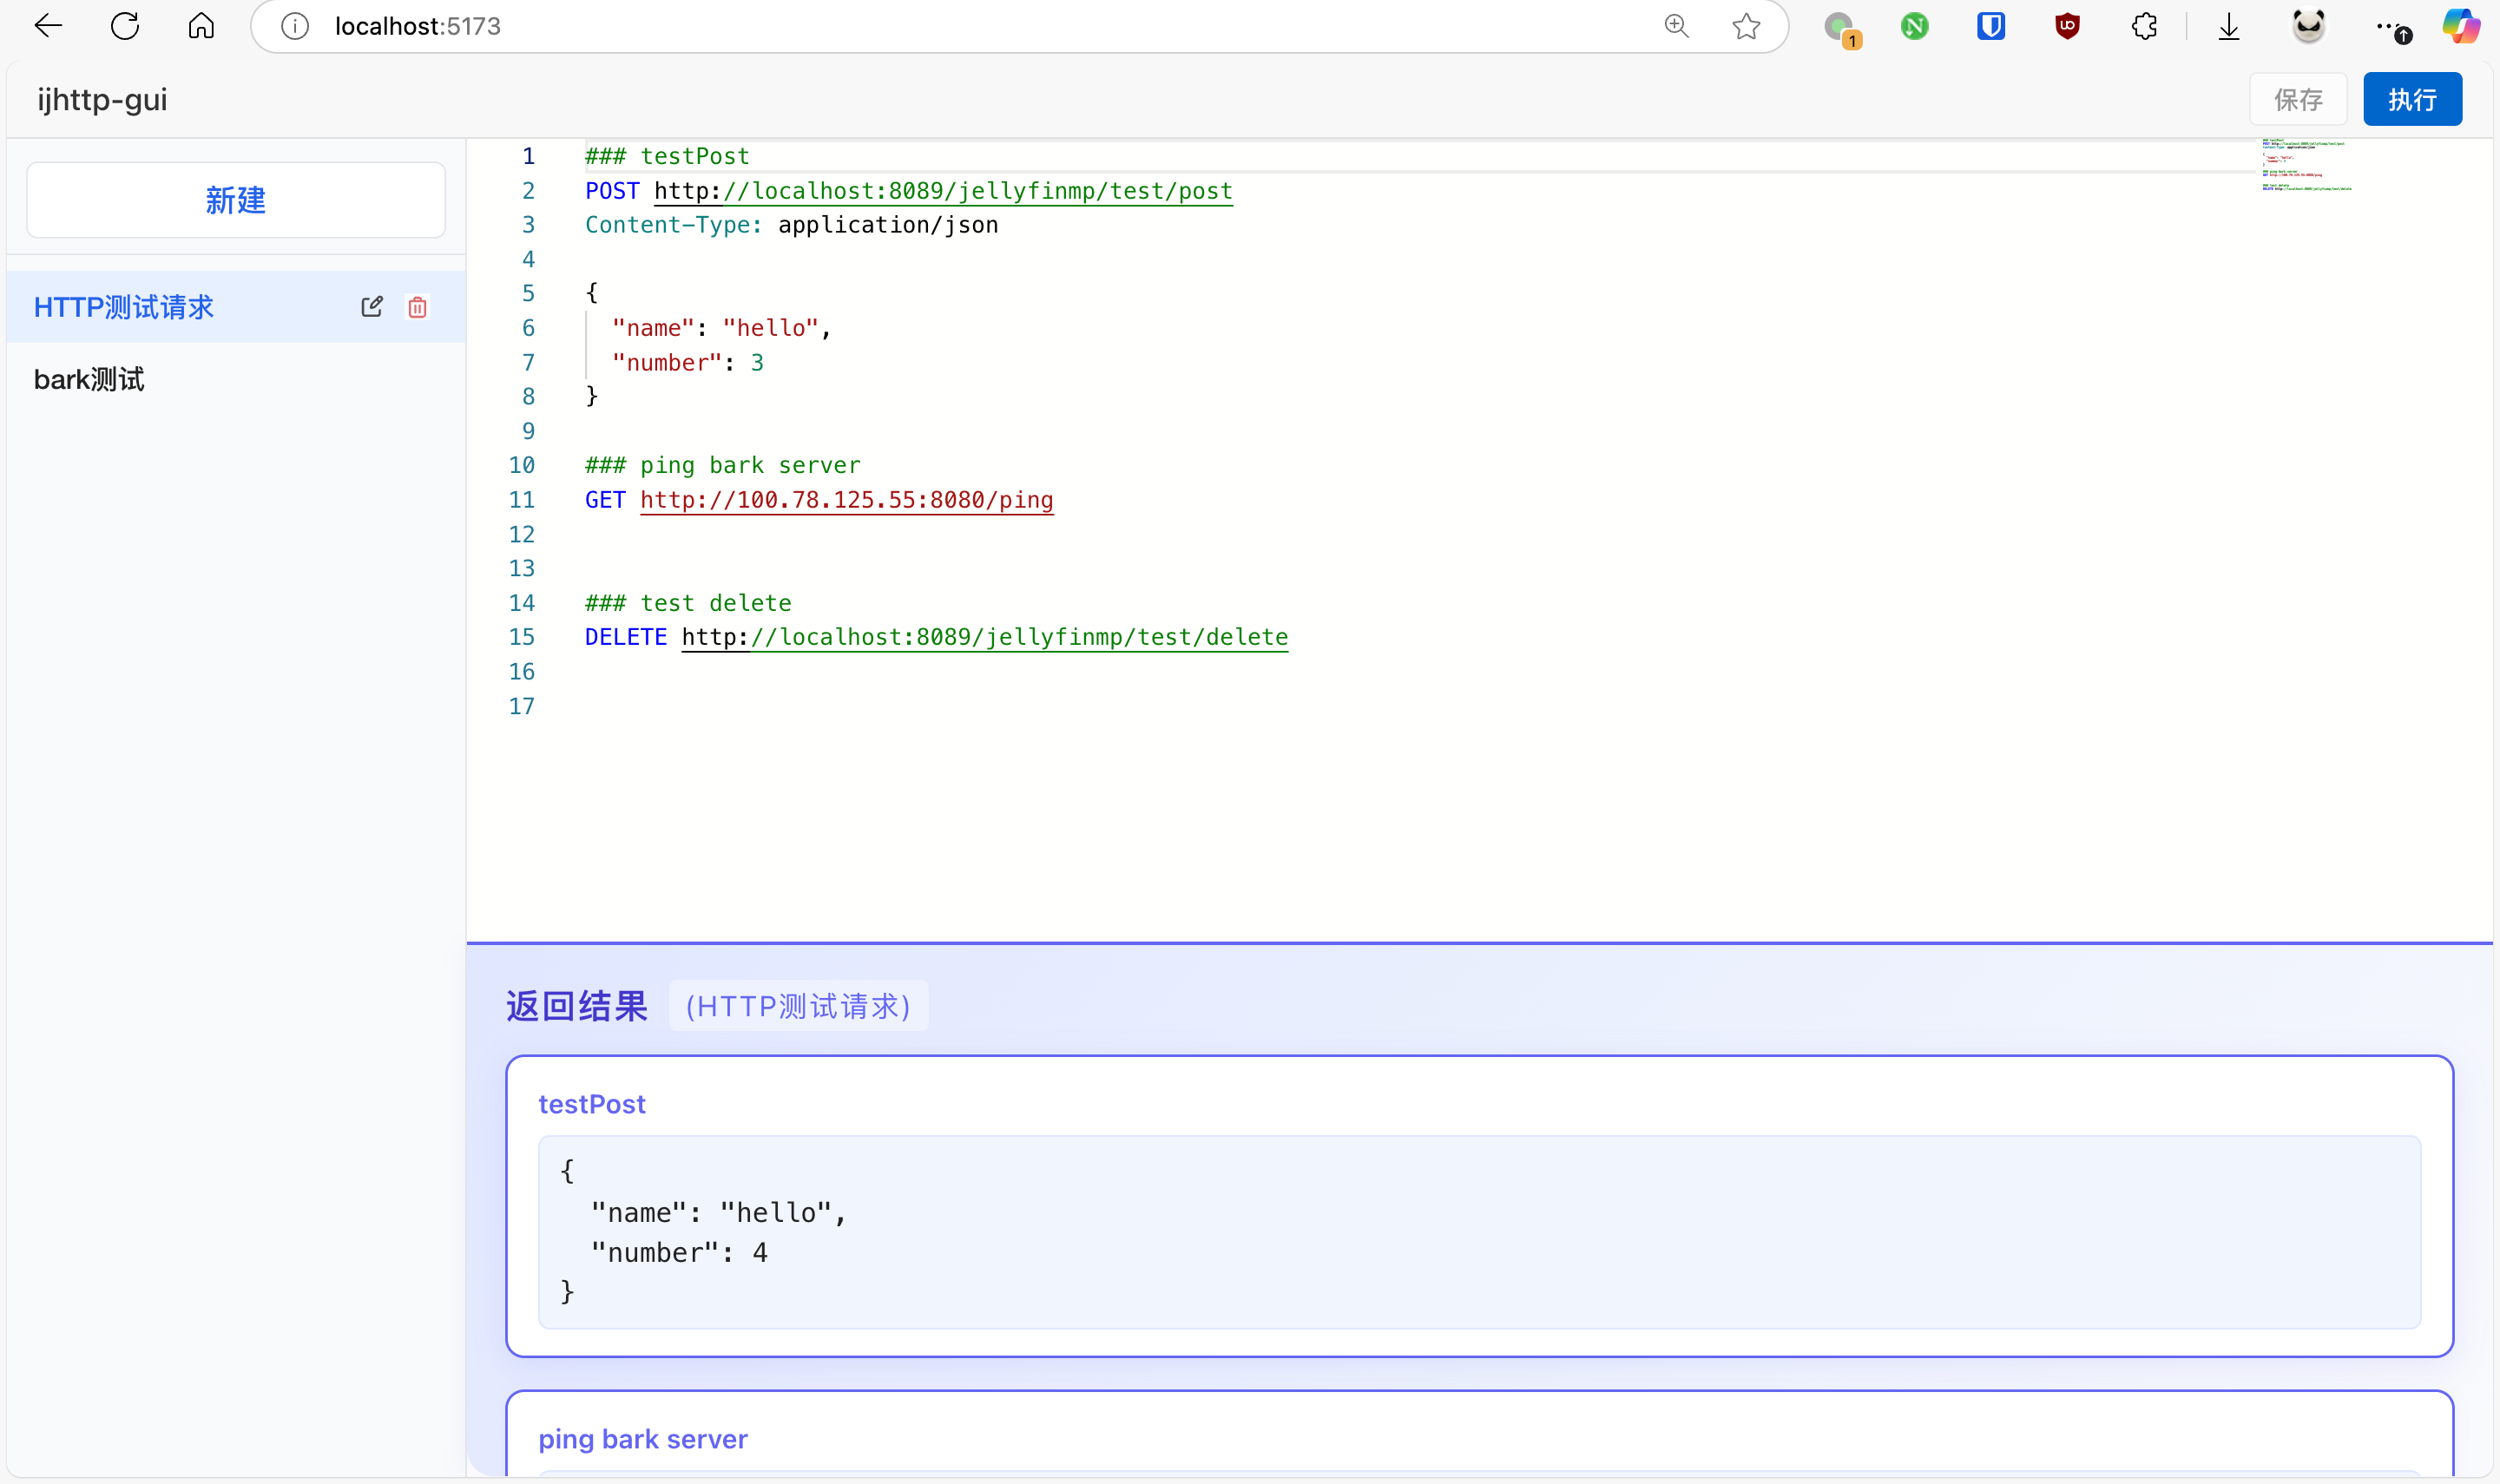 localhost:5173
1
ijhttp-gui
保存
执行
新建
HTTP测试请求
bark测试
1 ### testPost
2 POST http://localhost:8089/jellyfinmp/test/post
3 Content-Type: application/json
4
5 {
6 "name": "hello",
7 "number": 3
8 }
9
10 ### ping bark server
11 GET http://100.78.125.55:8080/ping
12
13
14 ### test delete
15 DELETE http://localhost:8089/jellyfinmp/test/delete
16
17
返回结果 (HTTP测试请求)
testPost
{
"name": "hello",
"number": 4
}
ping bark server